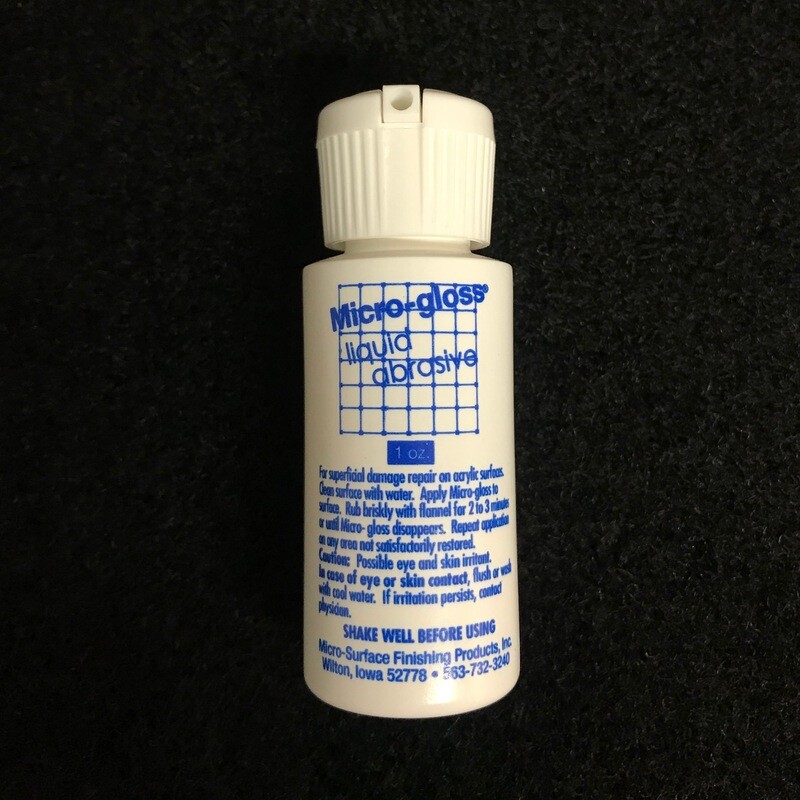 Micro-gloss®
liquid
abrasive
1 oz.
For superficial damage repair on acrylic surfaces.
Clean surface with water. Apply Micro-gloss to
surface. Rub briskly with flannel for 2 to 3 minutes
or until Micro-gloss disappears. Repeat application
on any area not satisfactorily restored.
Caution: Possible eye and skin irritant.
In case of eye or skin contact, flush or wash
with cool water. If irritation persists, contact
physician.
SHAKE WELL BEFORE USING
Micro-Surface Finishing Products, Inc.
Wilton, Iowa 52778 • 563-732-3240